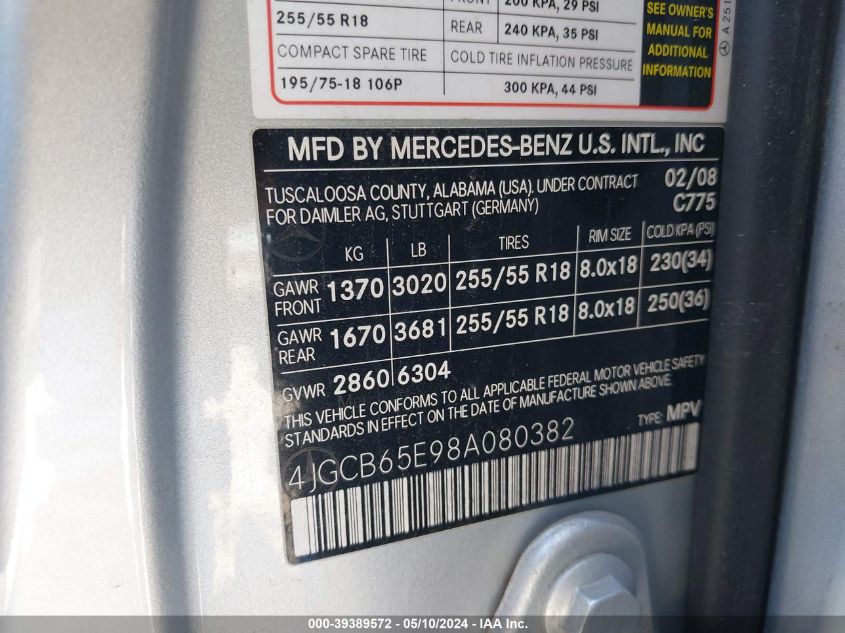 200 KPA, 29 PSI
255/55 R18 REAR 240 KPA, 35 PSI
COMPACT SPARE TIRE COLD TIRE INFLATION PRESSURE
195/75-18 106P 300 KPA, 44 PSI
SEE OWNER'S
MANUAL FOR
ADDITIONAL
INFORMATION
A 251
MFD BY MERCEDES-BENZ U.S. INTL., INC
TUSCALOOSA COUNTY, ALABAMA (USA). UNDER CONTRACT 02/08
FOR DAIMLER AG, STUTTGART (GERMANY) C775
KG LB TIRES RIM SIZE COLD KPA (PSI)
GAWR FRONT 1370 3020 255/55 R18 8.0x18 230(34)
GAWR REAR 1670 3681 255/55 R18 8.0x18 250(36)
GVWR 2860 6304
THIS VEHICLE CONFORMS TO ALL APPLICABLE FEDERAL MOTOR VEHICLE SAFETY
STANDARDS IN EFFECT ON THE DATE OF MANUFACTURE SHOWN ABOVE.
4JGCB65E98A080382 TYPE: MPV
000-39389572 - 05/10/2024 - IAA Inc.